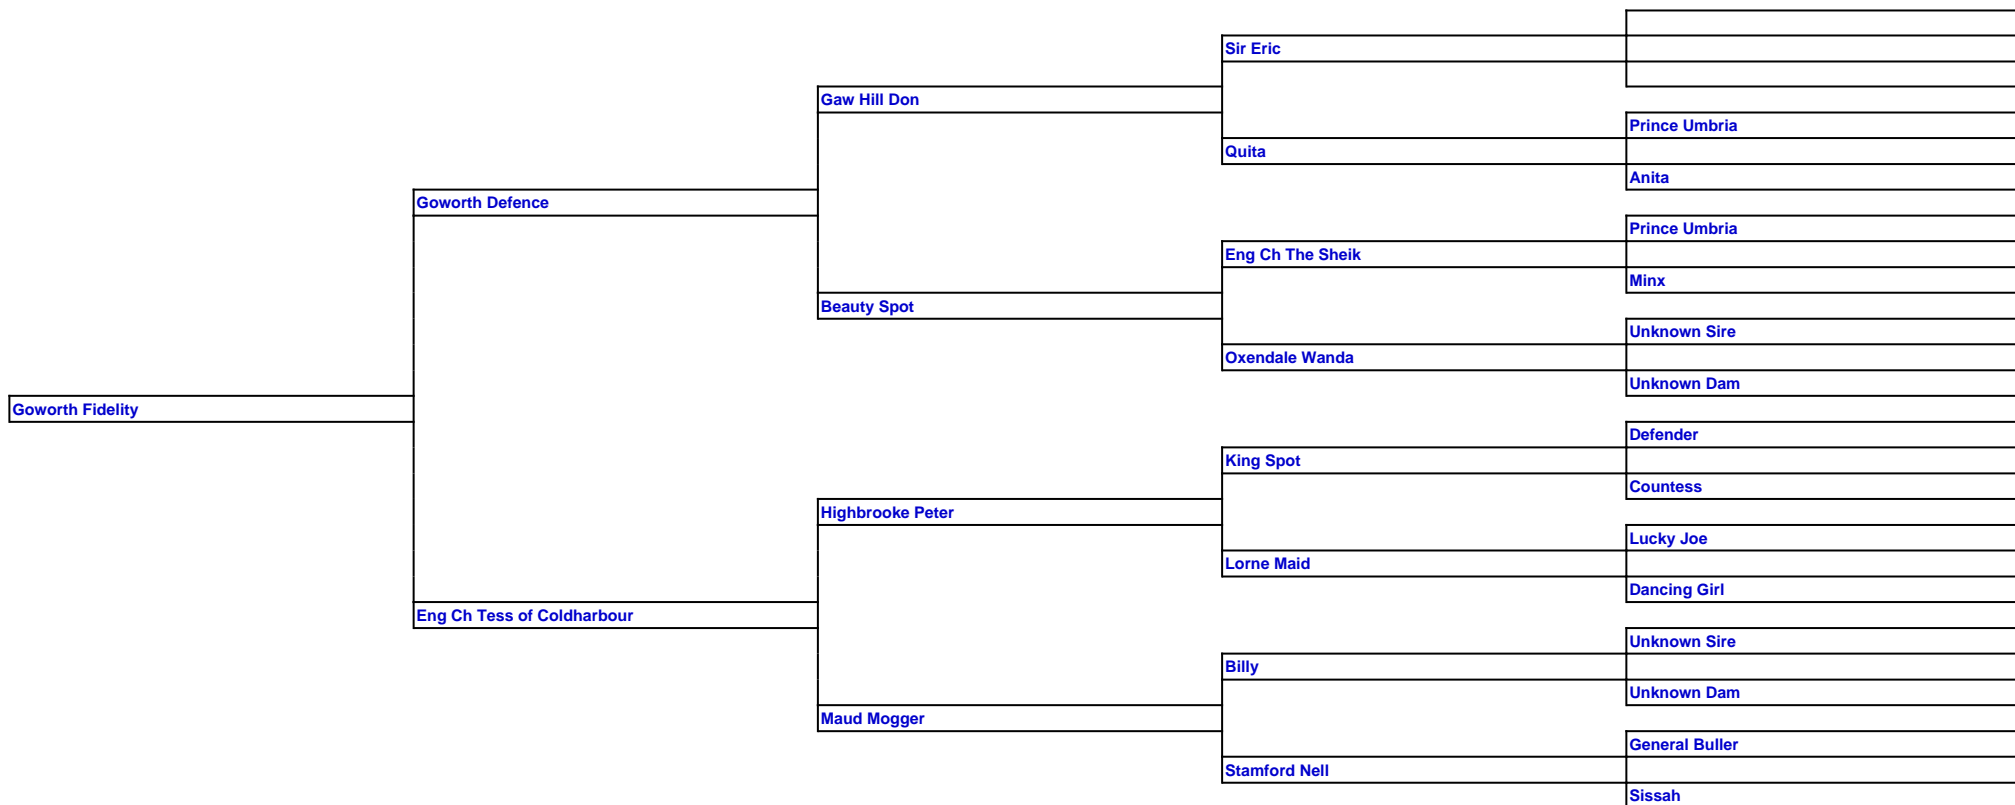 Sir Eric
Gaw Hill Don
Prince Umbria
Quita
Anita
Goworth Defence
Prince Umbria
Eng Ch The Sheik
Minx
Beauty Spot
Unknown Sire
Oxendale Wanda
Unknown Dam
Goworth Fidelity
Defender
King Spot
Countess
Highbrooke Peter
Lucky Joe
Lorne Maid
Dancing Girl
Eng Ch Tess of Coldharbour
Unknown Sire
Billy
Unknown Dam
Maud Mogger
General Buller
Stamford Nell
Sissah